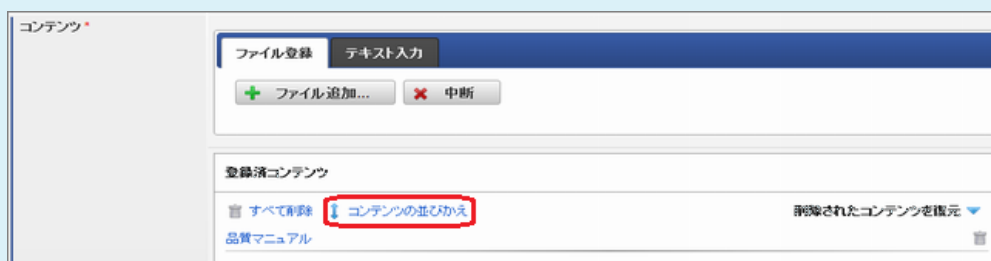 コンテンツ*
ファイル登録 テキスト入力
ファイル追加... 中断
登録済コンテンツ
すべて削除 コンテンツの並びかえ 削除されたコンテンツを復元
品質マニュアル